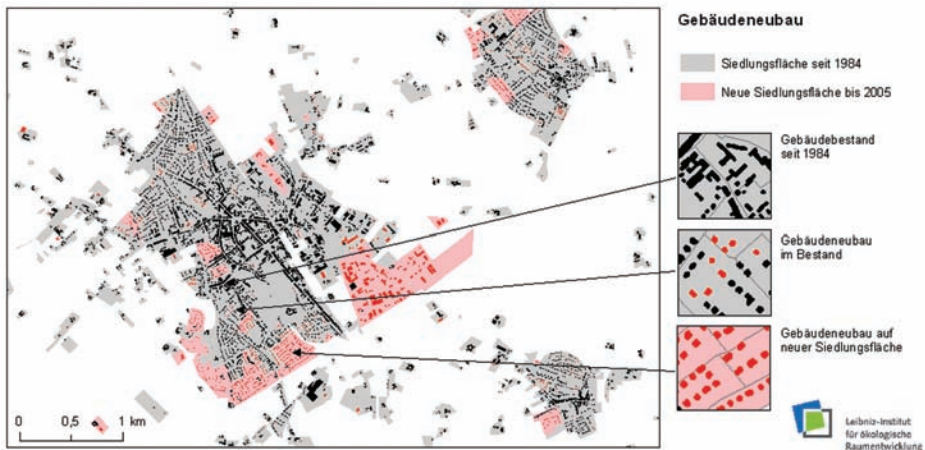 Gebäudeneubau
Siedlungsfläche seit 1984
Neue Siedlungsfläche bis 2005
Gebäudebestand
seit 1984
Gebäudeneubau
im Bestand
Gebäudeneubau auf
neuer Siedlungsfläche
0 0,5 1 km
Leibniz-Institut
für ökologische
Raumentwicklung